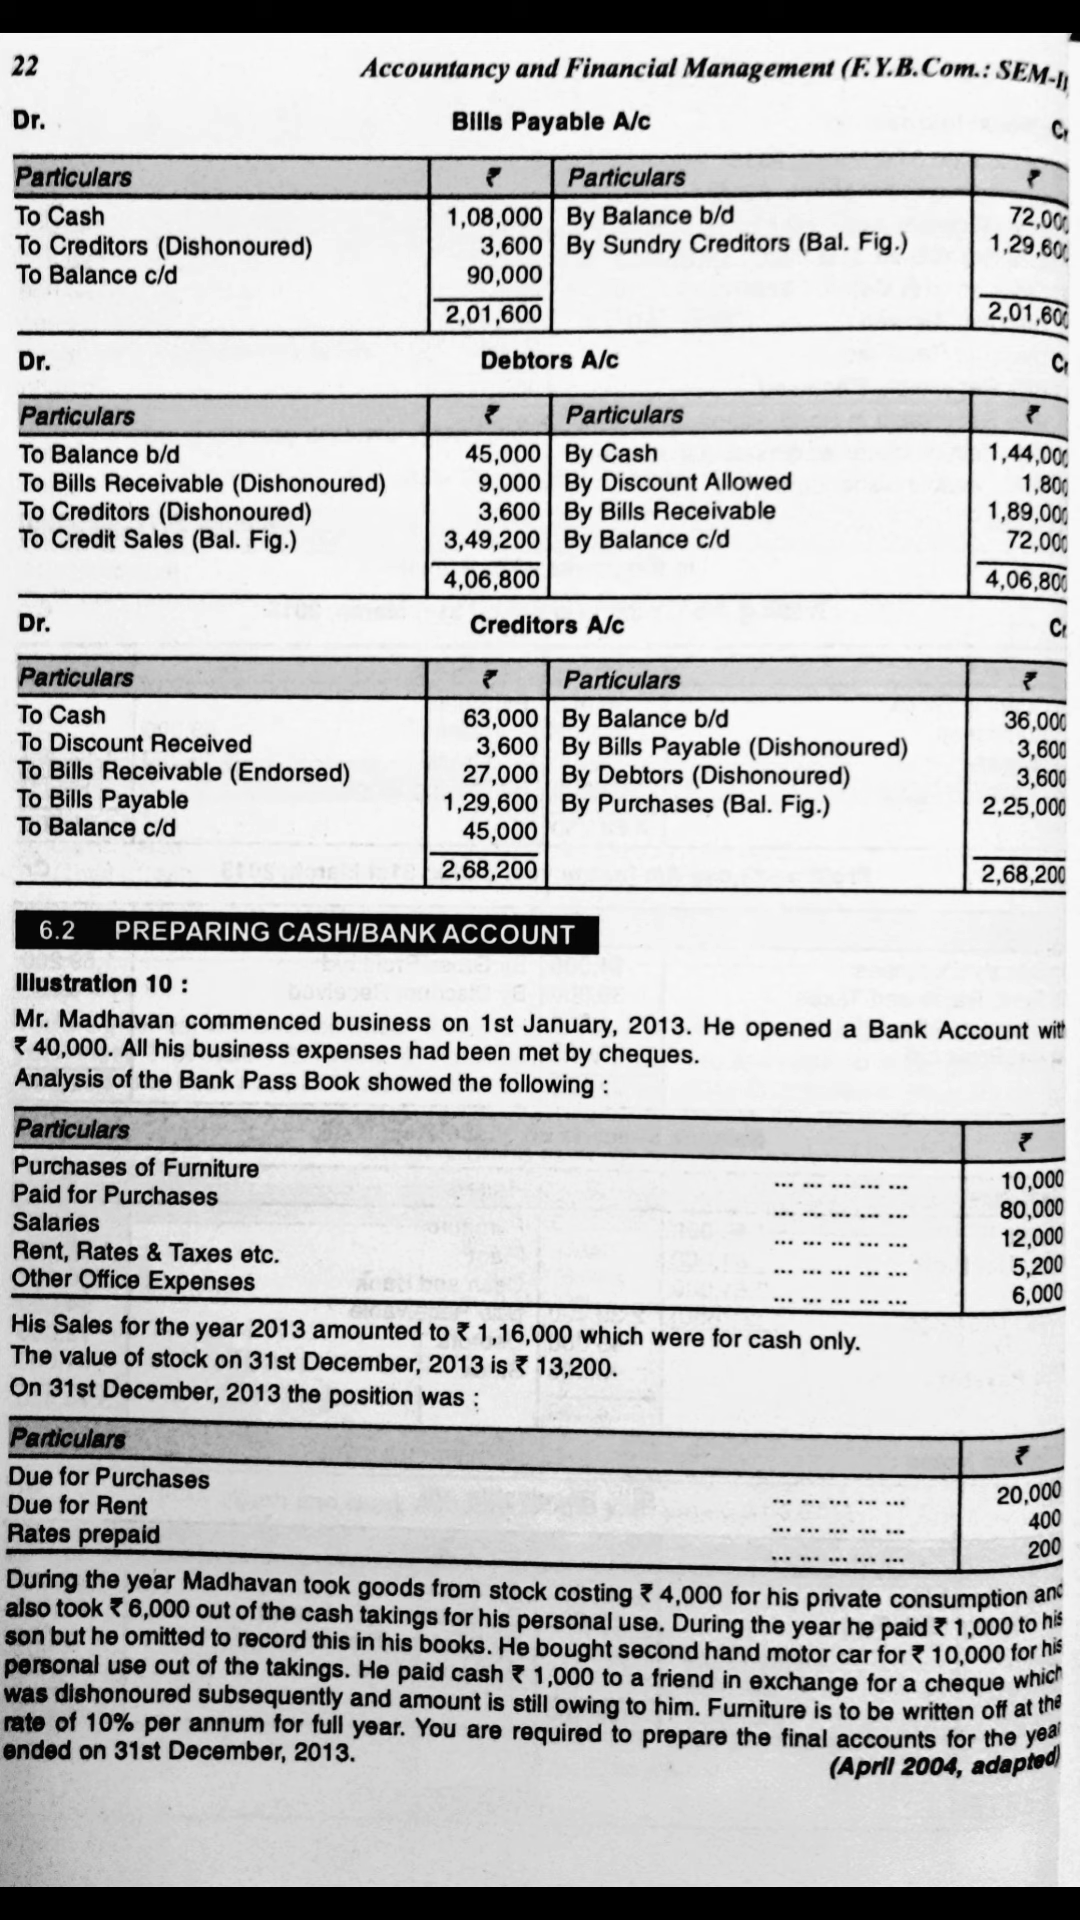 22 Accountancy and Financial Management (F.Y.B.Com.: SEM-I)
Dr. Bills Payable A/c
Particulars ₹ Particulars ₹
To Cash 1,08,000 By Balance b/d 72,000
To Creditors (Dishonoured) 3,600 By Sundry Creditors (Bal. Fig.) 1,29,600
To Balance c/d 90,000
2,01,600 2,01,600
Dr. Debtors A/c Cr
Particulars ₹ Particulars ₹
To Balance b/d 45,000 By Cash 1,44,000
To Bills Receivable (Dishonoured) 9,000 By Discount Allowed 1,800
To Creditors (Dishonoured) 3,600 By Bills Receivable 1,89,000
To Credit Sales (Bal. Fig.) 3,49,200 By Balance c/d 72,000
4,06,800 4,06,800
Dr. Creditors A/c Cr
Particulars ₹ Particulars ₹
To Cash 63,000 By Balance b/d 36,000
To Discount Received 3,600 By Bills Payable (Dishonoured) 3,600
To Bills Receivable (Endorsed) 27,000 By Debtors (Dishonoured) 3,600
To Bills Payable 1,29,600 By Purchases (Bal. Fig.) 2,25,000
To Balance c/d 45,000
2,68,200 2,68,200
6.2 PREPARING CASH/BANK ACCOUNT
Illustration 10 :
Mr. Madhavan commenced business on 1st January, 2013. He opened a Bank Account with
₹ 40,000. All his business expenses had been met by cheques.
Analysis of the Bank Pass Book showed the following :
Particulars ₹
Purchases of Furniture ... ... ... ... ... 10,000
Paid for Purchases ... ... ... ... ... 80,000
Salaries ... ... ... ... ... 12,000
Rent, Rates & Taxes etc. ... ... ... ... ... 5,200
Other Office Expenses ... ... ... ... ... 6,000
His Sales for the year 2013 amounted to ₹ 1,16,000 which were for cash only.
The value of stock on 31st December, 2013 is ₹ 13,200.
On 31st December, 2013 the position was :
Particulars ₹
Due for Purchases ... ... ... ... ... 20,000
Due for Rent ... ... ... ... ... 400
Rates prepaid ... ... ... ... ... 200
During the year Madhavan took goods from stock costing ₹ 4,000 for his private consumption and
also took ₹ 6,000 out of the cash takings for his personal use. During the year he paid ₹ 1,000 to his
son but he omitted to record this in his books. He bought second hand motor car for ₹ 10,000 for his
personal use out of the takings. He paid cash ₹ 1,000 to a friend in exchange for a cheque which
was dishonoured subsequently and amount is still owing to him. Furniture is to be written off at the
rate of 10% per annum for full year. You are required to prepare the final accounts for the year
ended on 31st December, 2013.
(April 2004, adapted)